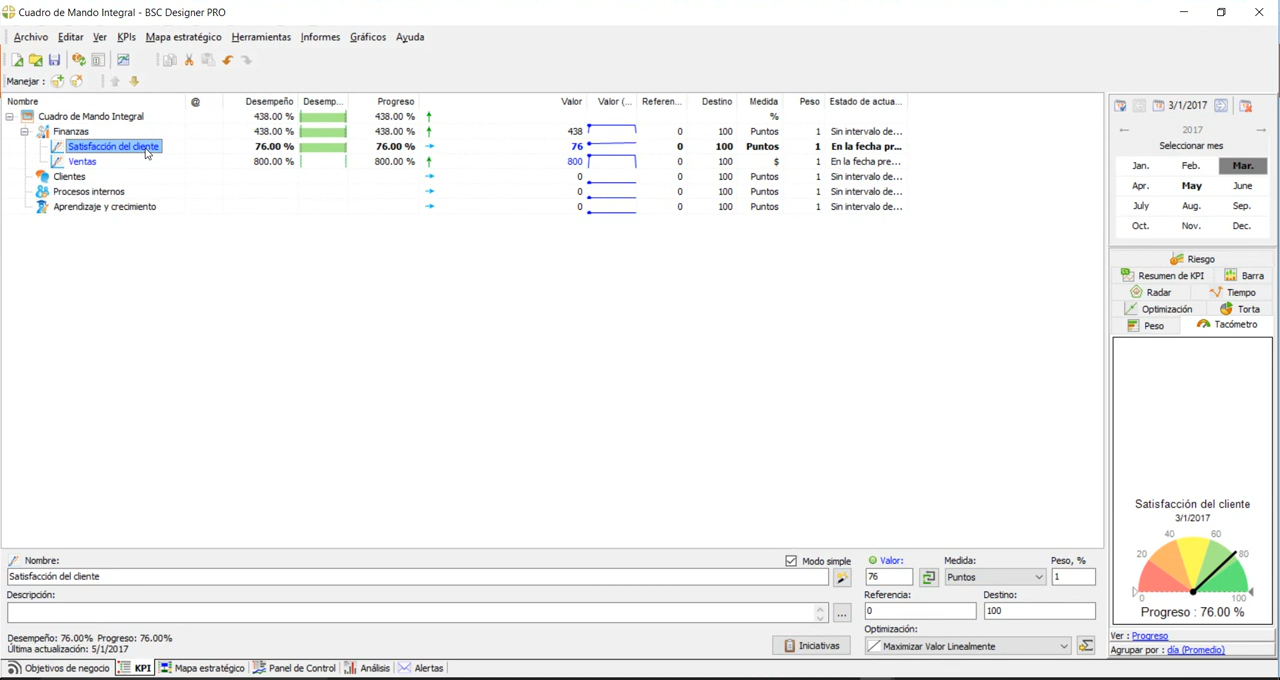 Cuadro de Mando Integral - BSC Designer PRO
Archivo Editar Ver KPIs Mapa estratégico Herramientas Informes Gráficos Ayuda
Manejar :
Nombre @ Desempeño Desemp... Progreso Valor Valor (... Referen... Destino Medida Peso Estado de actua...
Cuadro de Mando Integral 438.00 % 438.00 % %
Finanzas 438.00 % 438.00 % 438 0 100 Puntos 1 Sin intervalo de...
Satisfacción del cliente 76.00 % 76.00 % 76 0 100 Puntos 1 En la fecha pr...
Ventas 800.00 % 800.00 % 800 0 100 $ 1 En la fecha pre...
Clientes 0 0 100 Puntos 1 Sin intervalo de...
Procesos internos 0 0 100 Puntos 1 Sin intervalo de...
Aprendizaje y crecimiento 0 0 100 Puntos 1 Sin intervalo de...
3/1/2017
2017
Seleccionar mes
Jan. Feb. Mar.
Apr. May June
July Aug. Sep.
Oct. Nov. Dec.
Riesgo
Resumen de KPI Barra
Radar Tiempo
Optimización Torta
Peso Tacómetro
Satisfacción del cliente
3/1/2017
0 20 40 60 80 100
Progreso : 76.00 %
Ver : Progreso
Agrupar por : día (Promedio)
Nombre: Modo simple
Satisfacción del cliente
Descripción:
...
Desempeño: 76.00% Progreso: 76.00%
Última actualización: 5/1/2017
Iniciativas
Valor: Medida: Peso, %
76 Puntos 1
Referencia: Destino:
0 100
Optimización:
Maximizar Valor Linealmente
Objetivos de negocio KPI Mapa estratégico Panel de Control Análisis Alertas